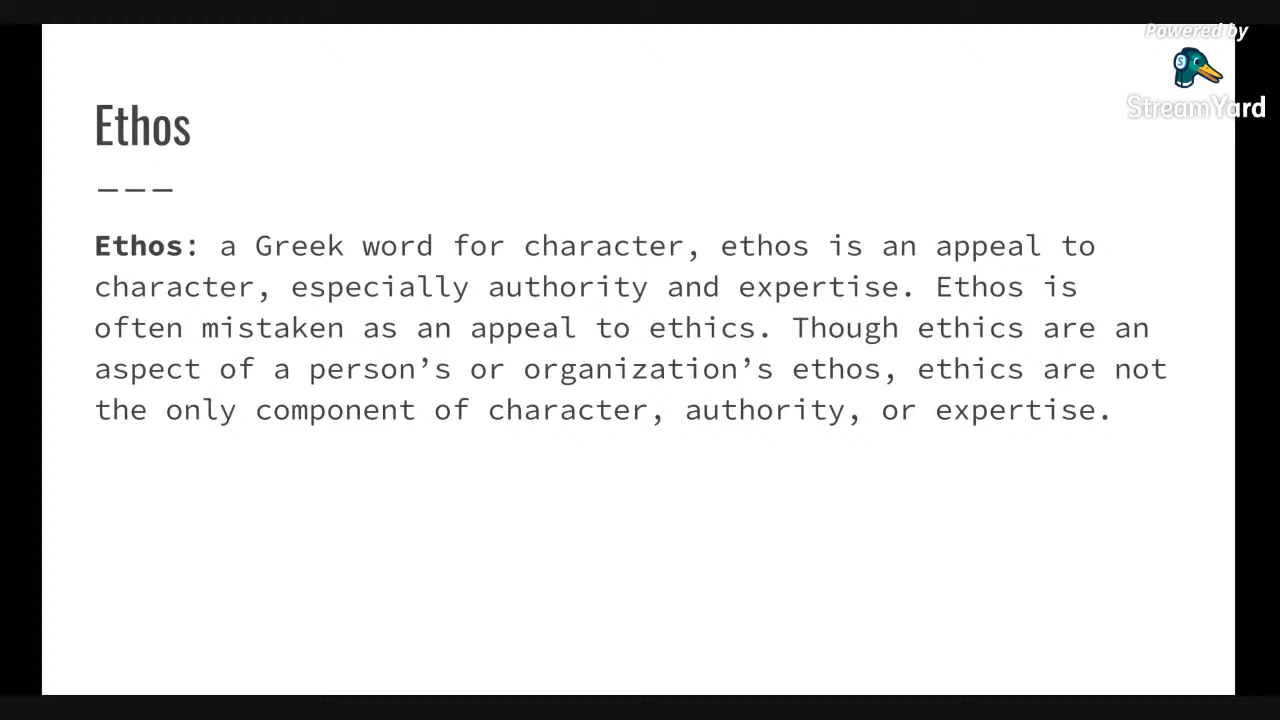 Powered by
StreamYard
Ethos
Ethos: a Greek word for character, ethos is an appeal to
character, especially authority and expertise. Ethos is
often mistaken as an appeal to ethics. Though ethics are an
aspect of a person’s or organization’s ethos, ethics are not
the only component of character, authority, or expertise.